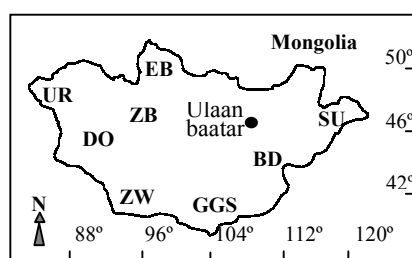 Mongolia
50º
EB
UR
ZB
Ulaan
baatar
SU
46º
DO
BD
42º
N
ZW
GGS
88º 96º 104º 112º 120º